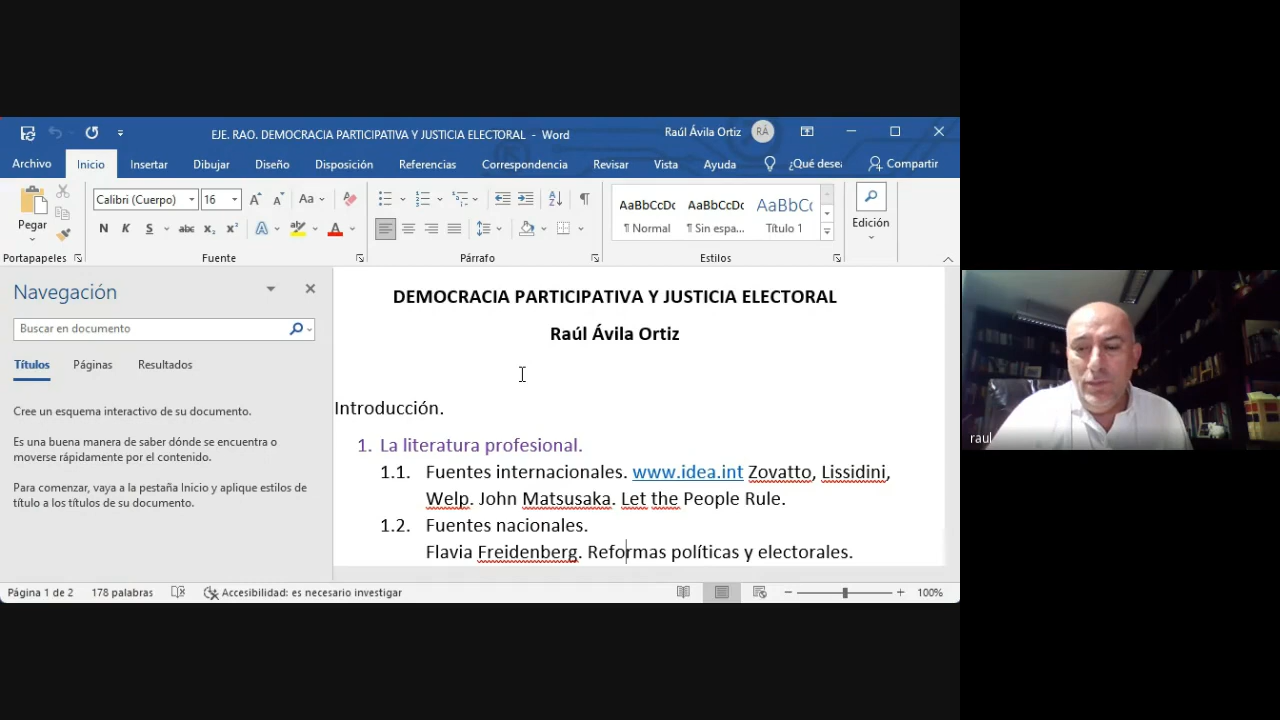 EJE. RAO. DEMOCRACIA PARTICIPATIVA Y JUSTICIA ELECTORAL - Word
Raúl Ávila Ortiz RÁ
Archivo Inicio Insertar Dibujar Diseño Disposición Referencias Correspondencia Revisar Vista Ayuda ¿Qué desea Compartir
Pegar
Calibri (Cuerpo) 16 Aa
N K S abc x₂ x² A A
AaBbCcDc AaBbCcDc AaBbCc
¶ Normal ¶ Sin espa... Título 1
Edición
Portapapeles Fuente Párrafo Estilos
Navegación
Buscar en documento
Títulos Páginas Resultados
Cree un esquema interactivo de su documento.
Es una buena manera de saber dónde se encuentra o
moverse rápidamente por el contenido.
Para comenzar, vaya a la pestaña Inicio y aplique estilos de
título a los títulos de su documento.
DEMOCRACIA PARTICIPATIVA Y JUSTICIA ELECTORAL
Raúl Ávila Ortiz
Introducción.
1. La literatura profesional.
1.1. Fuentes internacionales. www.idea.int Zovatto, Lissidini,
Welp. John Matsusaka. Let the People Rule.
1.2. Fuentes nacionales.
Flavia Freidenberg. Reformas políticas y electorales.
Página 1 de 2 178 palabras Accesibilidad: es necesario investigar 100%
raul